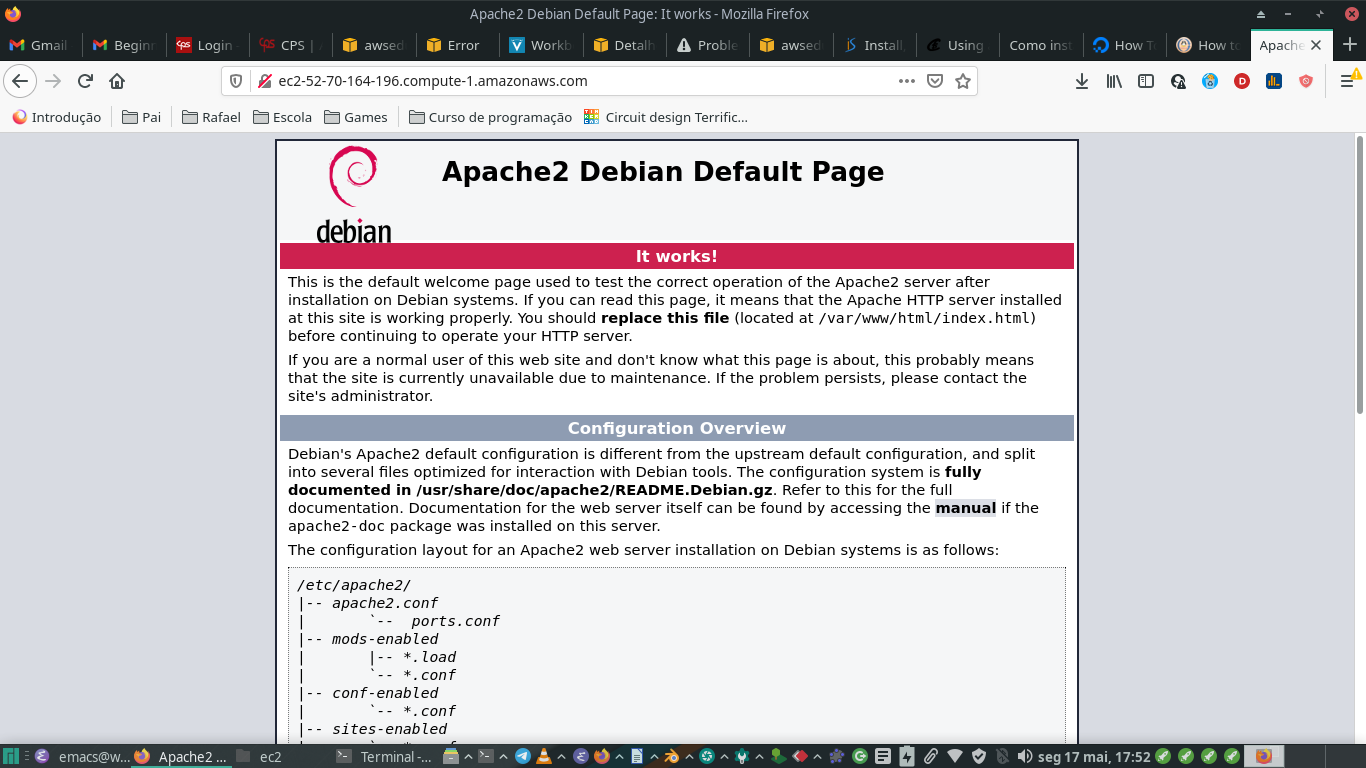 Apache2 Debian Default Page: It works - Mozilla Firefox
Gmail
Beginn
Login
CPS | A
awsed
Error
Workb
Detalh
Proble
awsed
Install,
Using
Como inst
How To
How to
Apache
ec2-52-70-164-196.compute-1.amazonaws.com
Introdução
Pai
Rafael
Escola
Games
Curso de programação
Circuit design Terrific...
debian
Apache2 Debian Default Page
It works!
This is the default welcome page used to test the correct operation of the Apache2 server after
installation on Debian systems. If you can read this page, it means that the Apache HTTP server installed
at this site is working properly. You should replace this file (located at /var/www/html/index.html)
before continuing to operate your HTTP server.
If you are a normal user of this web site and don't know what this page is about, this probably means
that the site is currently unavailable due to maintenance. If the problem persists, please contact the
site's administrator.
Configuration Overview
Debian's Apache2 default configuration is different from the upstream default configuration, and split
into several files optimized for interaction with Debian tools. The configuration system is fully
documented in /usr/share/doc/apache2/README.Debian.gz. Refer to this for the full
documentation. Documentation for the web server itself can be found by accessing the manual if the
apache2-doc package was installed on this server.
The configuration layout for an Apache2 web server installation on Debian systems is as follows:
/etc/apache2/
|-- apache2.conf
|       `--  ports.conf
|-- mods-enabled
|       |-- *.load
|       `-- *.conf
|-- conf-enabled
|       `-- *.conf
|-- sites-enabled
emacs@w...
Apache2 ...
ec2
Terminal -...
seg 17 mai, 17:52